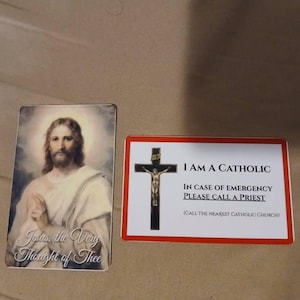 Jesus, the Very
Thought of Thee
I Am A Catholic
In case of emergency
Please call a Priest
(Call the nearest Catholic Church)